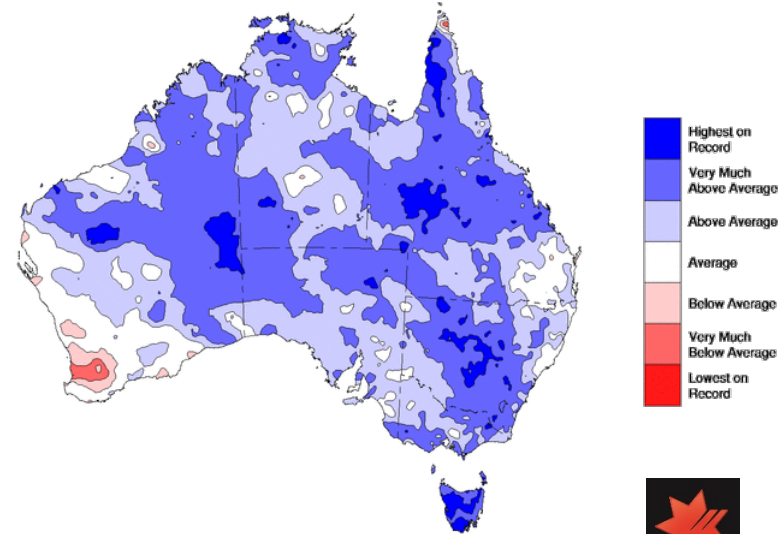 Highest on
Record
Very Much
Above Average
Above Average
Average
Below Average
Very Much
Below Average
Lowest on
Record